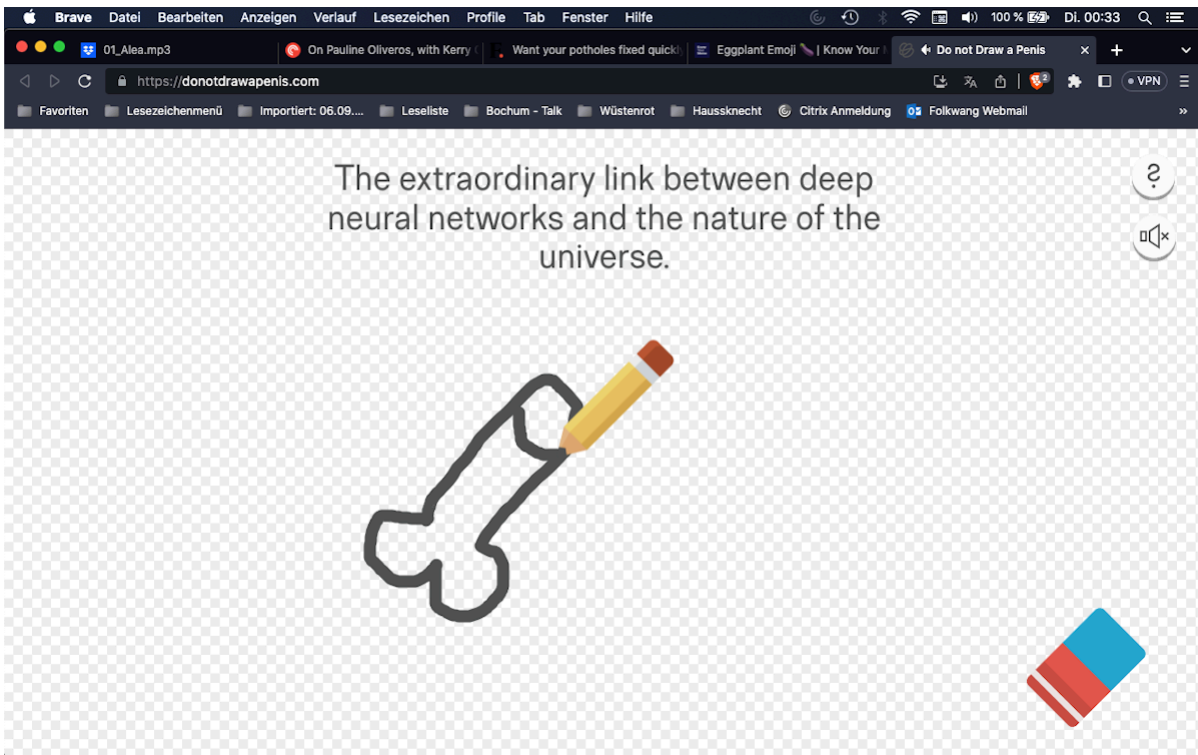 Brave Datei Bearbeiten Anzeigen Verlauf Lesezeichen Profile Tab Fenster Hilfe 100 % Di. 00:33
01_Alea.mp3 On Pauline Oliveros, with Kerry Want your potholes fixed quickl Eggplant Emoji 🍆 | Know Your Do not Draw a Penis
https://donotdrawapenis.com 2 VPN
Favoriten Lesezeichenmenü Importiert: 06.09.... Leseliste Bochum - Talk Wüstenrot Haussknecht Citrix Anmeldung Folkwang Webmail »
The extraordinary link between deep
neural networks and the nature of the
universe.